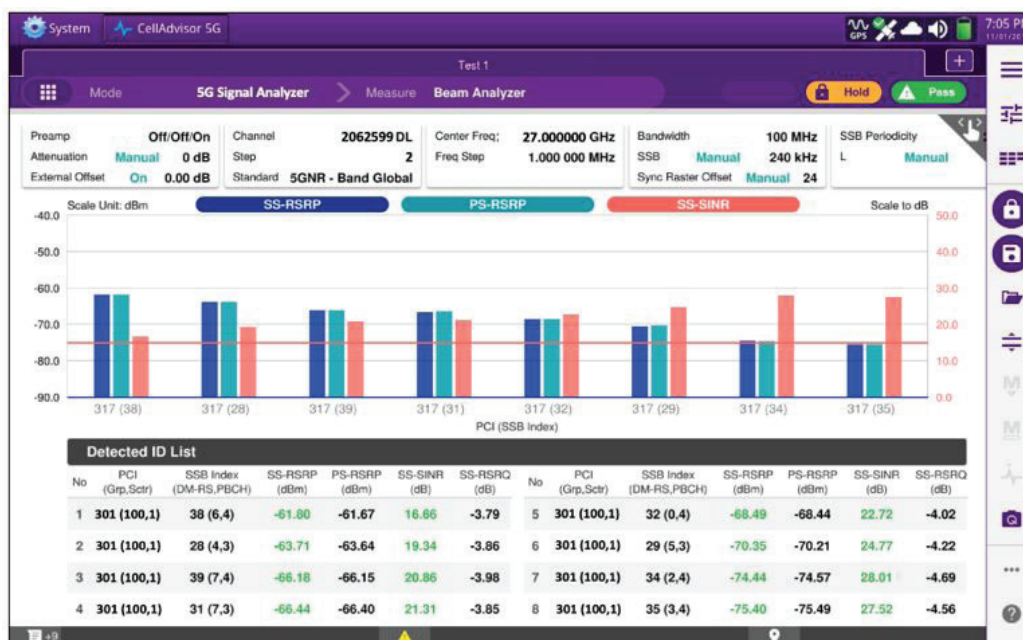 System CellAdvisor 5G GPS 7:05 PM
11/01/20
Test 1 +
Mode 5G Signal Analyzer Measure Beam Analyzer Hold Pass
Preamp Off/Off/On Channel 2062599 DL Center Freq; 27.000000 GHz Bandwidth 100 MHz SSB Periodicity
Attenuation Manual 0 dB Step 2 Freq Step 1.000 000 MHz SSB Manual 240 kHz L Manual
External Offset On 0.00 dB Standard 5GNR - Band Global Sync Raster Offset Manual 24
Scale Unit: dBm SS-RSRP PS-RSRP SS-SINR Scale to dB
-40.0 50.0
-50.0 40.0
-60.0 30.0
-70.0 20.0
-80.0 10.0
-90.0 0.0
317 (38) 317 (28) 317 (39) 317 (31) 317 (32) 317 (29) 317 (34) 317 (35)
PCI (SSB Index)
Detected ID List
No PCI (Grp,Sctr) SSB Index (DM-RS,PBCH) SS-RSRP (dBm) PS-RSRP (dBm) SS-SINR (dB) SS-RSRQ (dB) No PCI (Grp,Sctr) SSB Index (DM-RS,PBCH) SS-RSRP (dBm) PS-RSRP (dBm) SS-SINR (dB) SS-RSRQ (dB)
1 301 (100,1) 38 (6,4) -61.80 -61.67 16.66 -3.79 5 301 (100,1) 32 (0,4) -68.49 -68.44 22.72 -4.02
2 301 (100,1) 28 (4,3) -63.71 -63.64 19.34 -3.86 6 301 (100,1) 29 (5,3) -70.35 -70.21 24.77 -4.22
3 301 (100,1) 39 (7,4) -66.18 -66.15 20.86 -3.98 7 301 (100,1) 34 (2,4) -74.44 -74.57 28.01 -4.69
4 301 (100,1) 31 (7,3) -66.44 -66.40 21.31 -3.85 8 301 (100,1) 35 (3,4) -75.40 -75.49 27.52 -4.56
+9